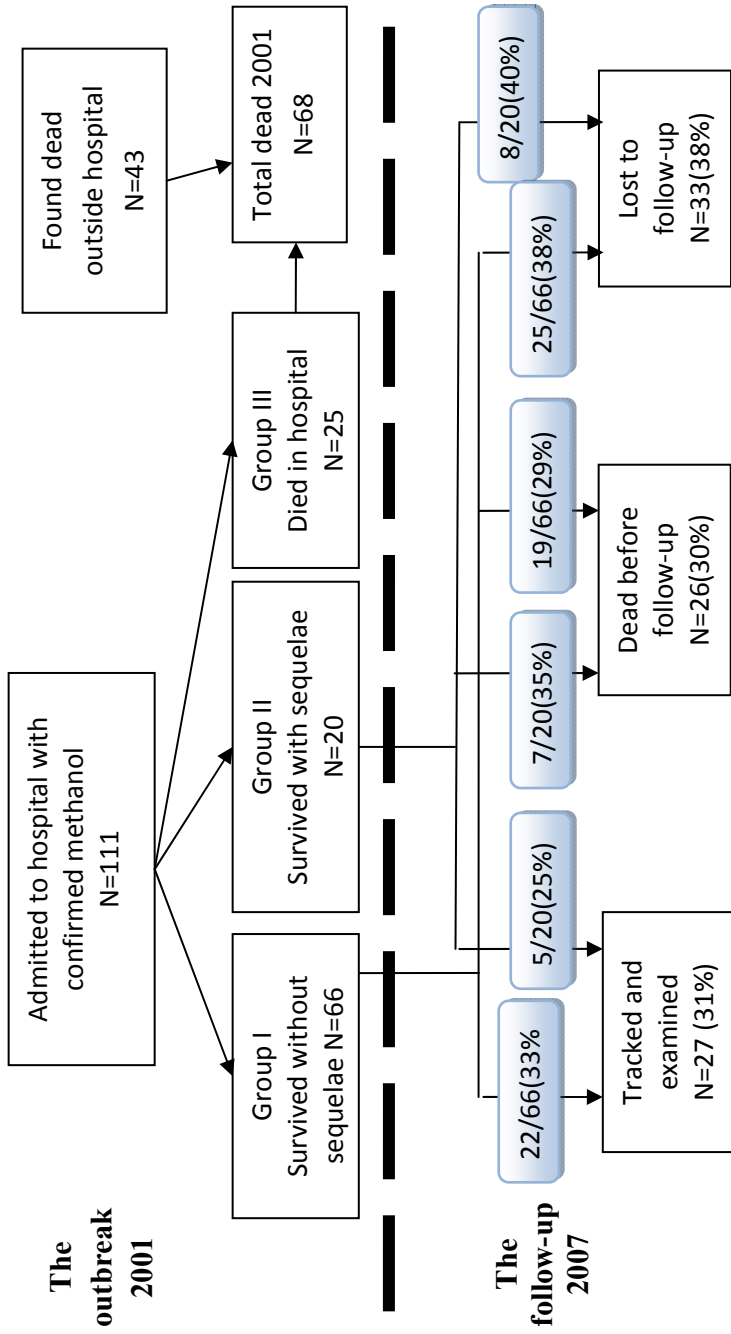 The
outbreak
2001
Admitted to hospital with
confirmed methanol
N=111
Found dead
outside hospital
N=43
Group I
Survived without
sequelae N=66
Group II
Survived with sequelae
N=20
Group III
Died in hospital
N=25
Total dead 2001
N=68
The
follow-up
2007
22/66(33%
5/20(25%)
7/20(35%)
19/66(29%)
25/66(38%)
8/20(40%)
Tracked and
examined
N=27 (31%)
Dead before
follow-up
N=26(30%)
Lost to
follow-up
N=33(38%)